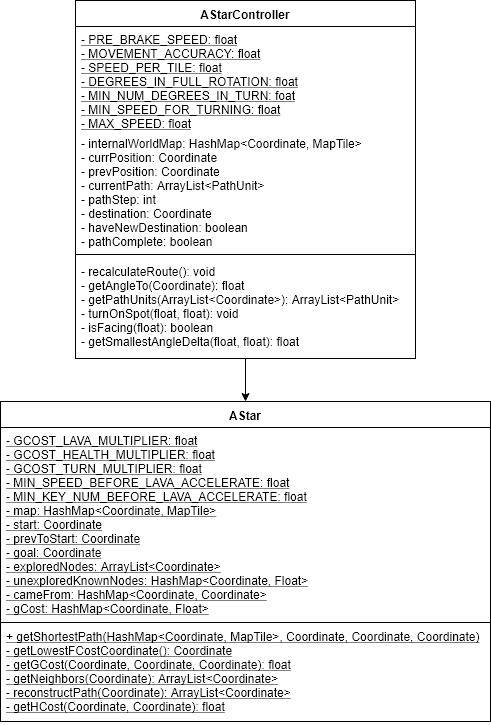 AStarController
- PRE_BRAKE_SPEED: float
- MOVEMENT_ACCURACY: float
- SPEED_PER_TILE: float
- DEGREES_IN_FULL_ROTATION: float
- MIN_NUM_DEGREES_IN_TURN: foat
- MIN_SPEED_FOR_TURNING: float
- MAX_SPEED: float
- internalWorldMap: HashMap<Coordinate, MapTile>
- currPosition: Coordinate
- prevPosition: Coordinate
- currentPath: ArrayList<PathUnit>
- pathStep: int
- destination: Coordinate
- haveNewDestination: boolean
- pathComplete: boolean
- recalculateRoute(): void
- getAngleTo(Coordinate): float
- getPathUnits(ArrayList<Coordinate>): ArrayList<PathUnit>
- turnOnSpot(float, float): void
- isFacing(float): boolean
- getSmallestAngleDelta(float, float): float
AStar
- GCOST_LAVA_MULTIPLIER: float
- GCOST_HEALTH_MULTIPLIER: float
- GCOST_TURN_MULTIPLIER: float
- MIN_SPEED_BEFORE_LAVA_ACCELERATE: float
- MIN_KEY_NUM_BEFORE_LAVA_ACCELERATE: float
- map: HashMap<Coordinate, MapTile>
- start: Coordinate
- prevToStart: Coordinate
- goal: Coordinate
- exploredNodes: ArrayList<Coordinate>
- unexploredKnownNodes: HashMap<Coordinate, Float>
- cameFrom: HashMap<Coordinate, Coordinate>
- gCost: HashMap<Coordinate, Float>
+ getShortestPath(HashMap<Coordinate, MapTile>, Coordinate, Coordinate, Coordinate)
- getLowestFCostCoordinate(): Coordinate
- getGCost(Coordinate, Coordinate, Coordinate): float
- getNeighbors(Coordinate): ArrayList<Coordinate>
- reconstructPath(Coordinate): ArrayList<Coordinate>
- getHCost(Coordinate, Coordinate): float